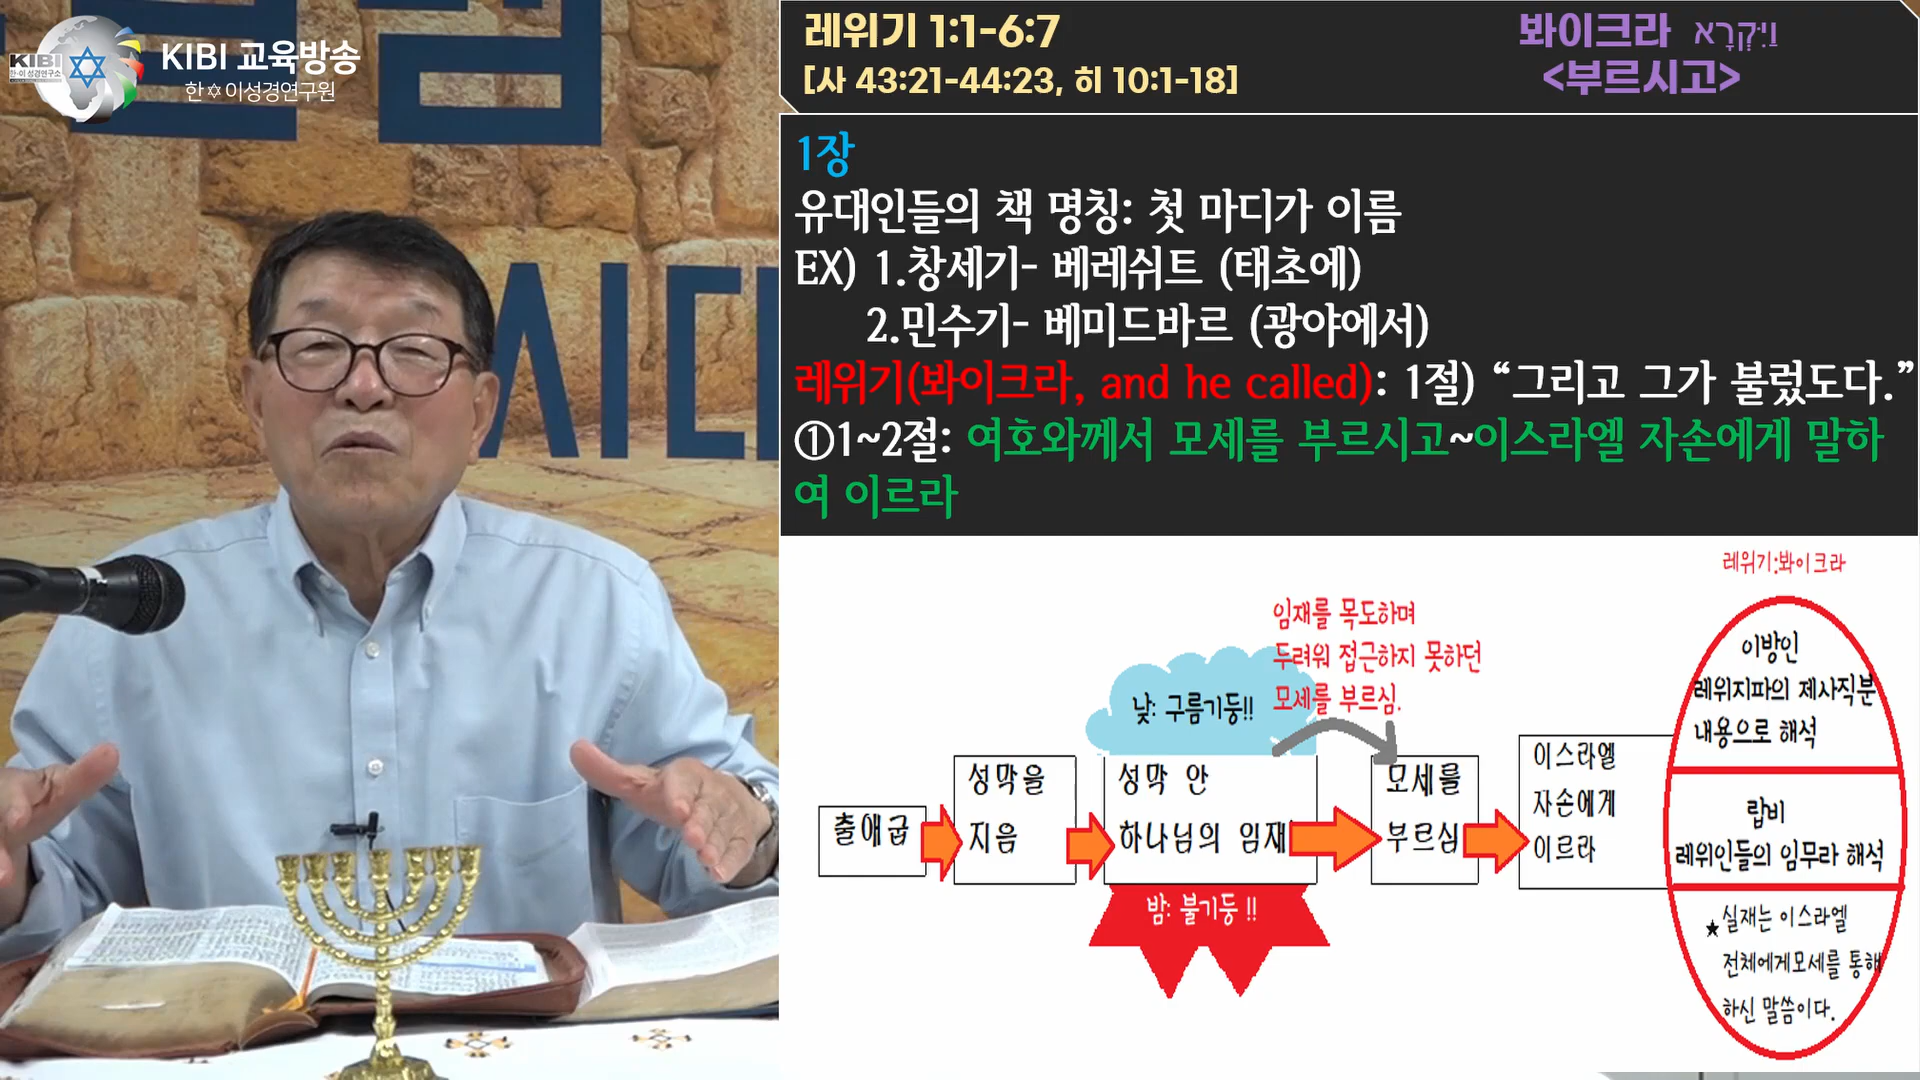 KIBI 교육방송
한✡이성경연구원
KIBI
한·이 성경연구소
레위기 1:1-6:7
[사 43:21-44:23, 히 10:1-18]
봐이크라 וַיִּקְרָא
<부르시고>
1장
유대인들의 책 명칭: 첫 마디가 이름
EX) 1.창세기- 베레쉬트 (태초에)
2.민수기- 베미드바르 (광야에서)
레위기(봐이크라, and he called): 1절) “그리고 그가 불렀도다.”
①1~2절: 여호와께서 모세를 부르시고~이스라엘 자손에게 말하
여 이르라
출애굽
성막을
지음
낮: 구름기둥!!
성막 안
하나님의 임재
밤: 불기둥 !!
임재를 목도하며
두려워 접근하지 못하던
모세를 부르심.
모세를
부르심
이스라엘
자손에게
이르라
레위기:봐이크라
이방인
레위지파의 제사직분
내용으로 해석
랍비
레위인들의 임무라 해석
★실재는 이스라엘
전체에게모세를 통해
하신 말씀이다.